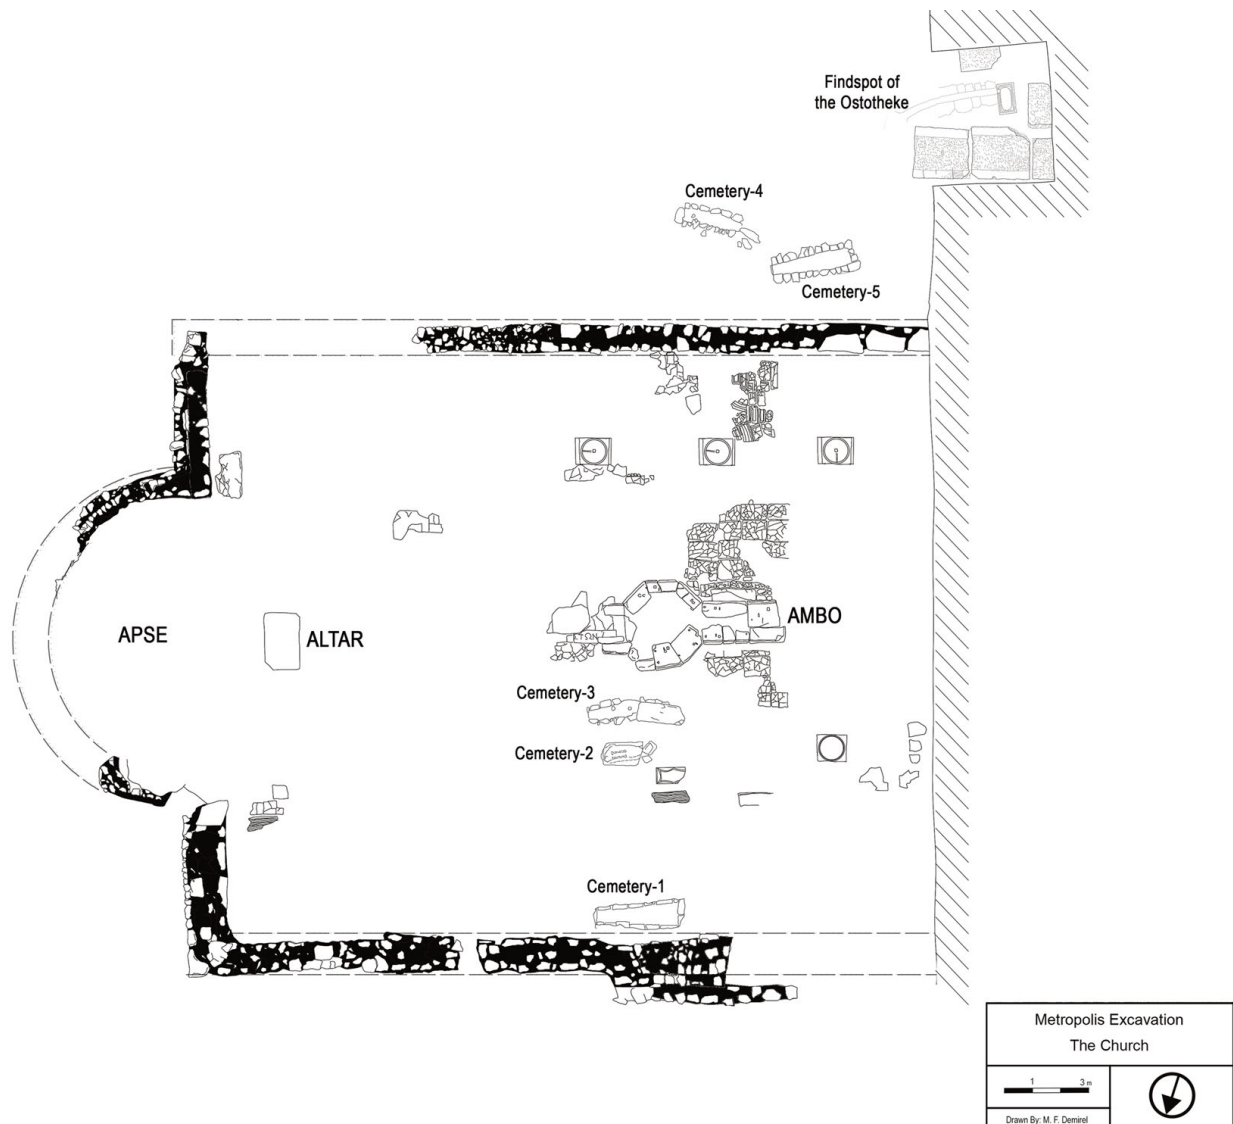 Findspot of
the Ostotheke
Cemetery-4
Cemetery-5
APSE
ALTAR
AMBO
Cemetery-3
Cemetery-2
Cemetery-1
Metropolis Excavation
The Church
1 3 m
Drawn By: M. F. Demirel